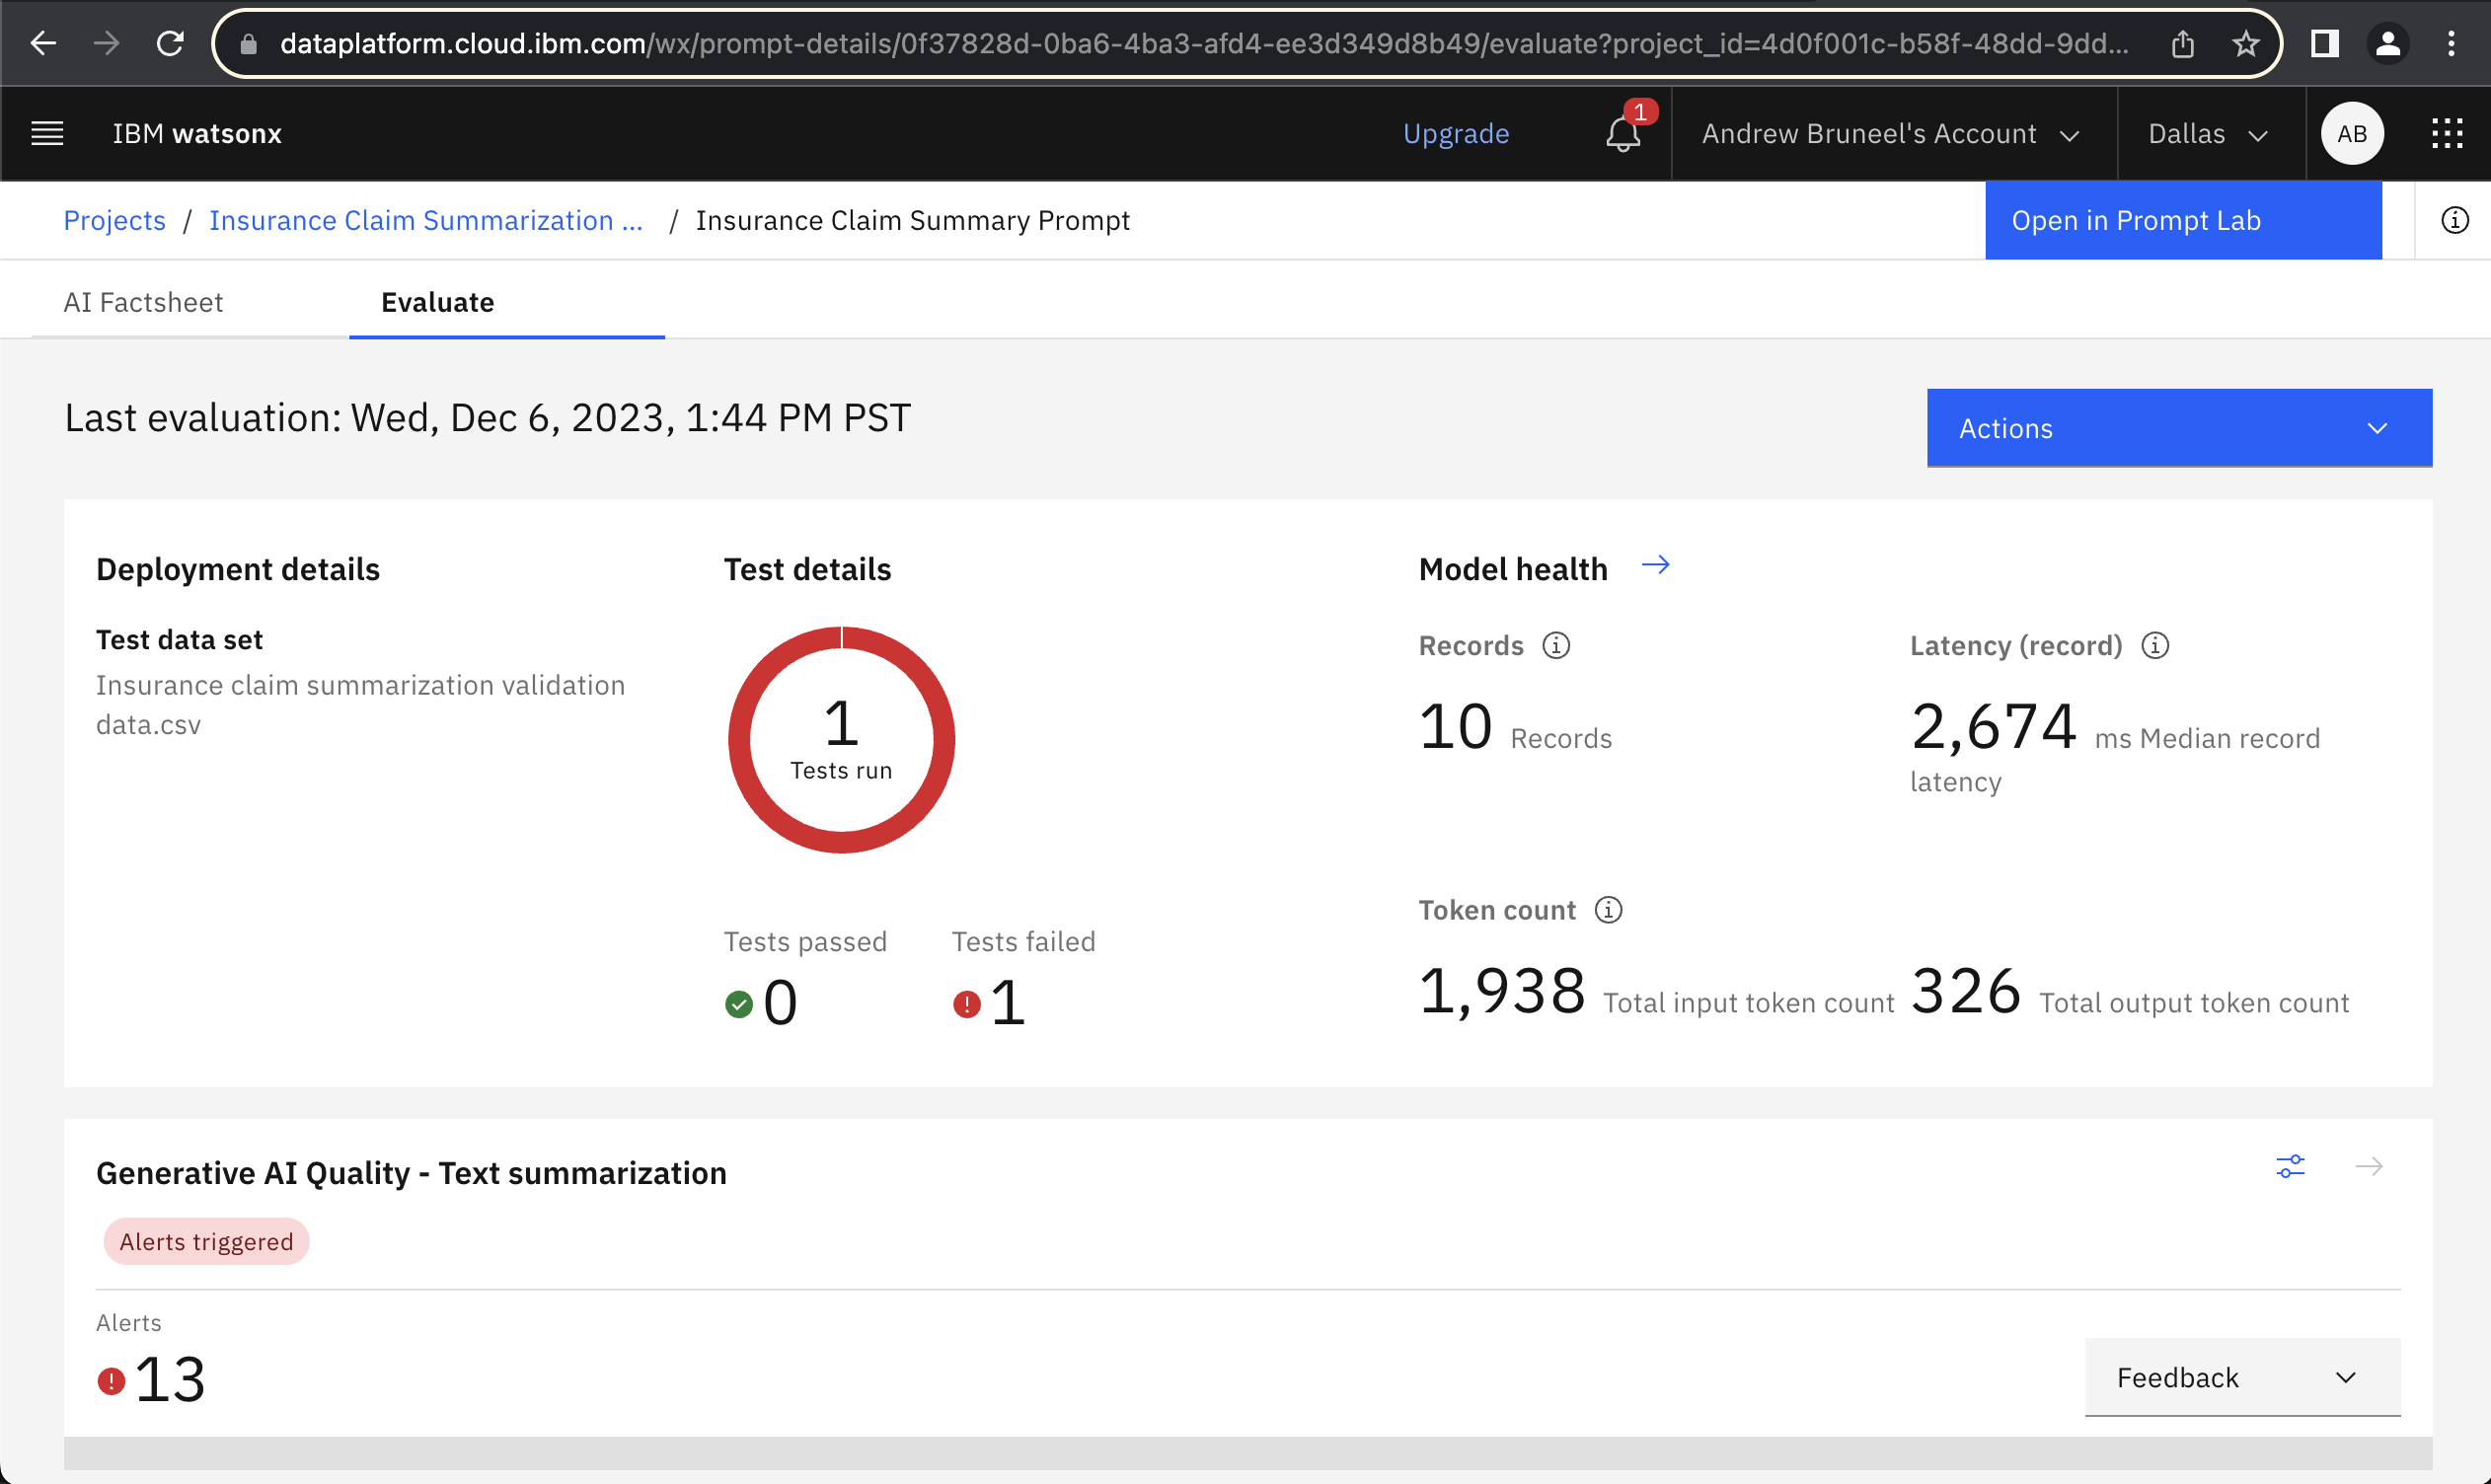 dataplatform.cloud.ibm.com/wx/prompt-details/0f37828d-0ba6-4ba3-afd4-ee3d349d8b49/evaluate?project_id=4d0f001c-b58f-48dd-9dd...
IBM watsonx
Upgrade
1
Andrew Bruneel's Account
Dallas
AB
Projects / Insurance Claim Summarization ... / Insurance Claim Summary Prompt
Open in Prompt Lab
AI Factsheet
Evaluate
Last evaluation: Wed, Dec 6, 2023, 1:44 PM PST
Actions
Deployment details
Test data set
Insurance claim summarization validation
data.csv
Test details
1
Tests run
Tests passed
0
Tests failed
1
Model health
Records
10 Records
Latency (record)
2,674 ms Median record
latency
Token count
1,938 Total input token count
326 Total output token count
Generative AI Quality - Text summarization
Alerts triggered
Alerts
13
Feedback